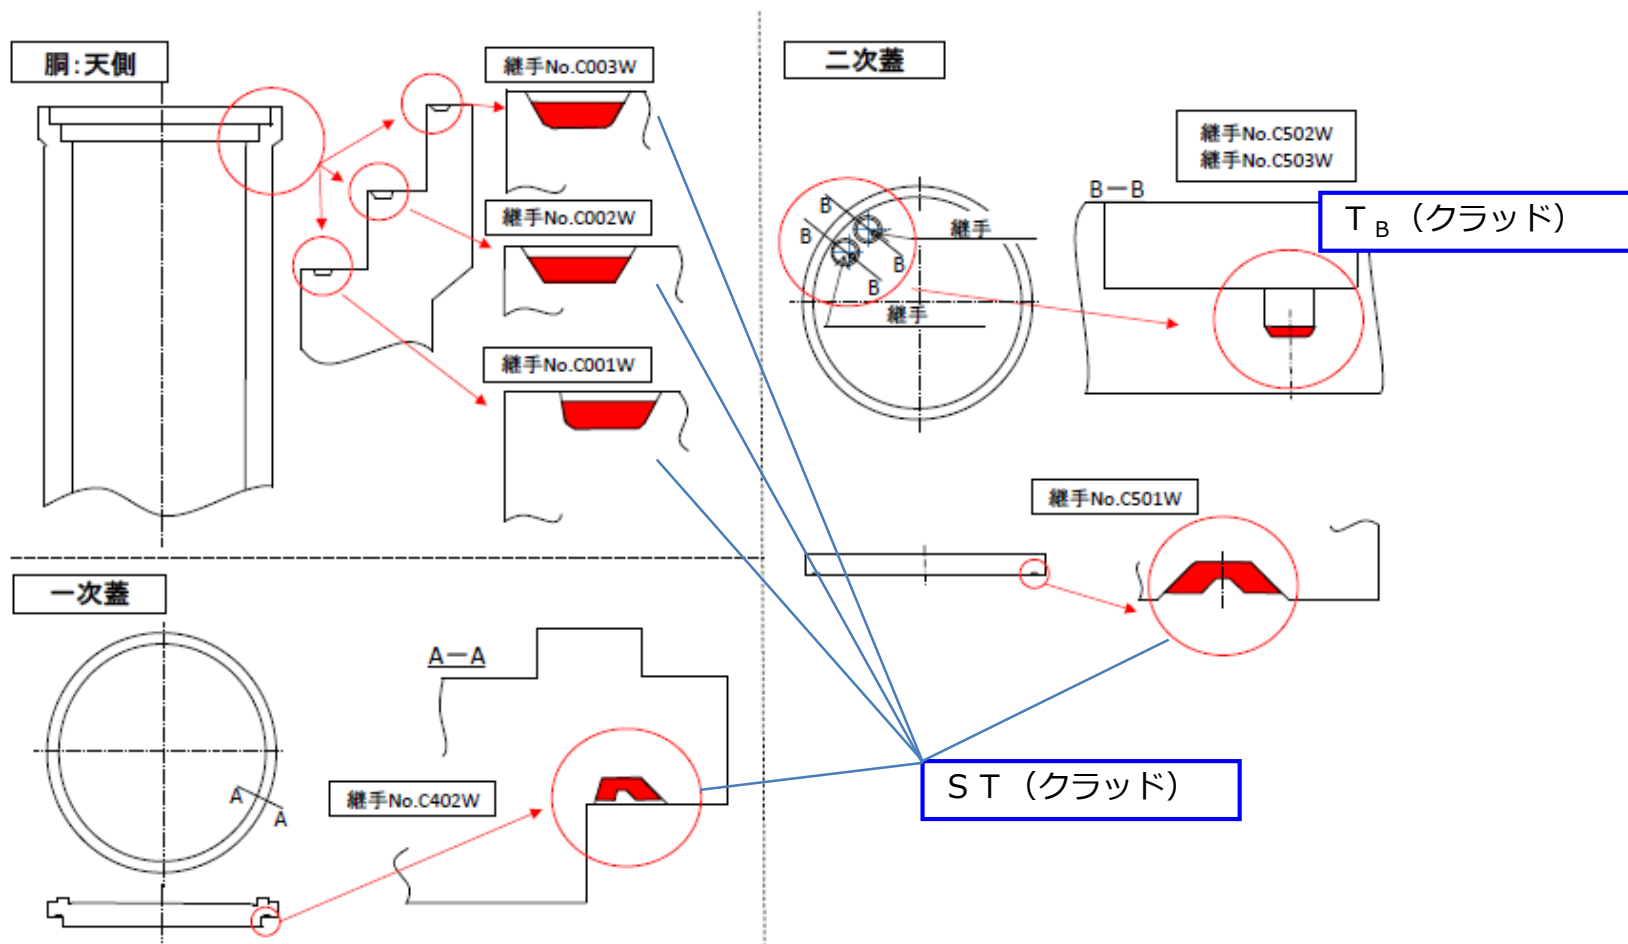 胴：天側
継手No.C003W
継手No.C002W
継手No.C001W
二次蓋
継手No.C502W
継手No.C503W
B－B
TB（クラッド）
B
B
B
B
継手
継手
継手No.C501W
一次蓋
A－A
A
A
継手No.C402W
ST（クラッド）